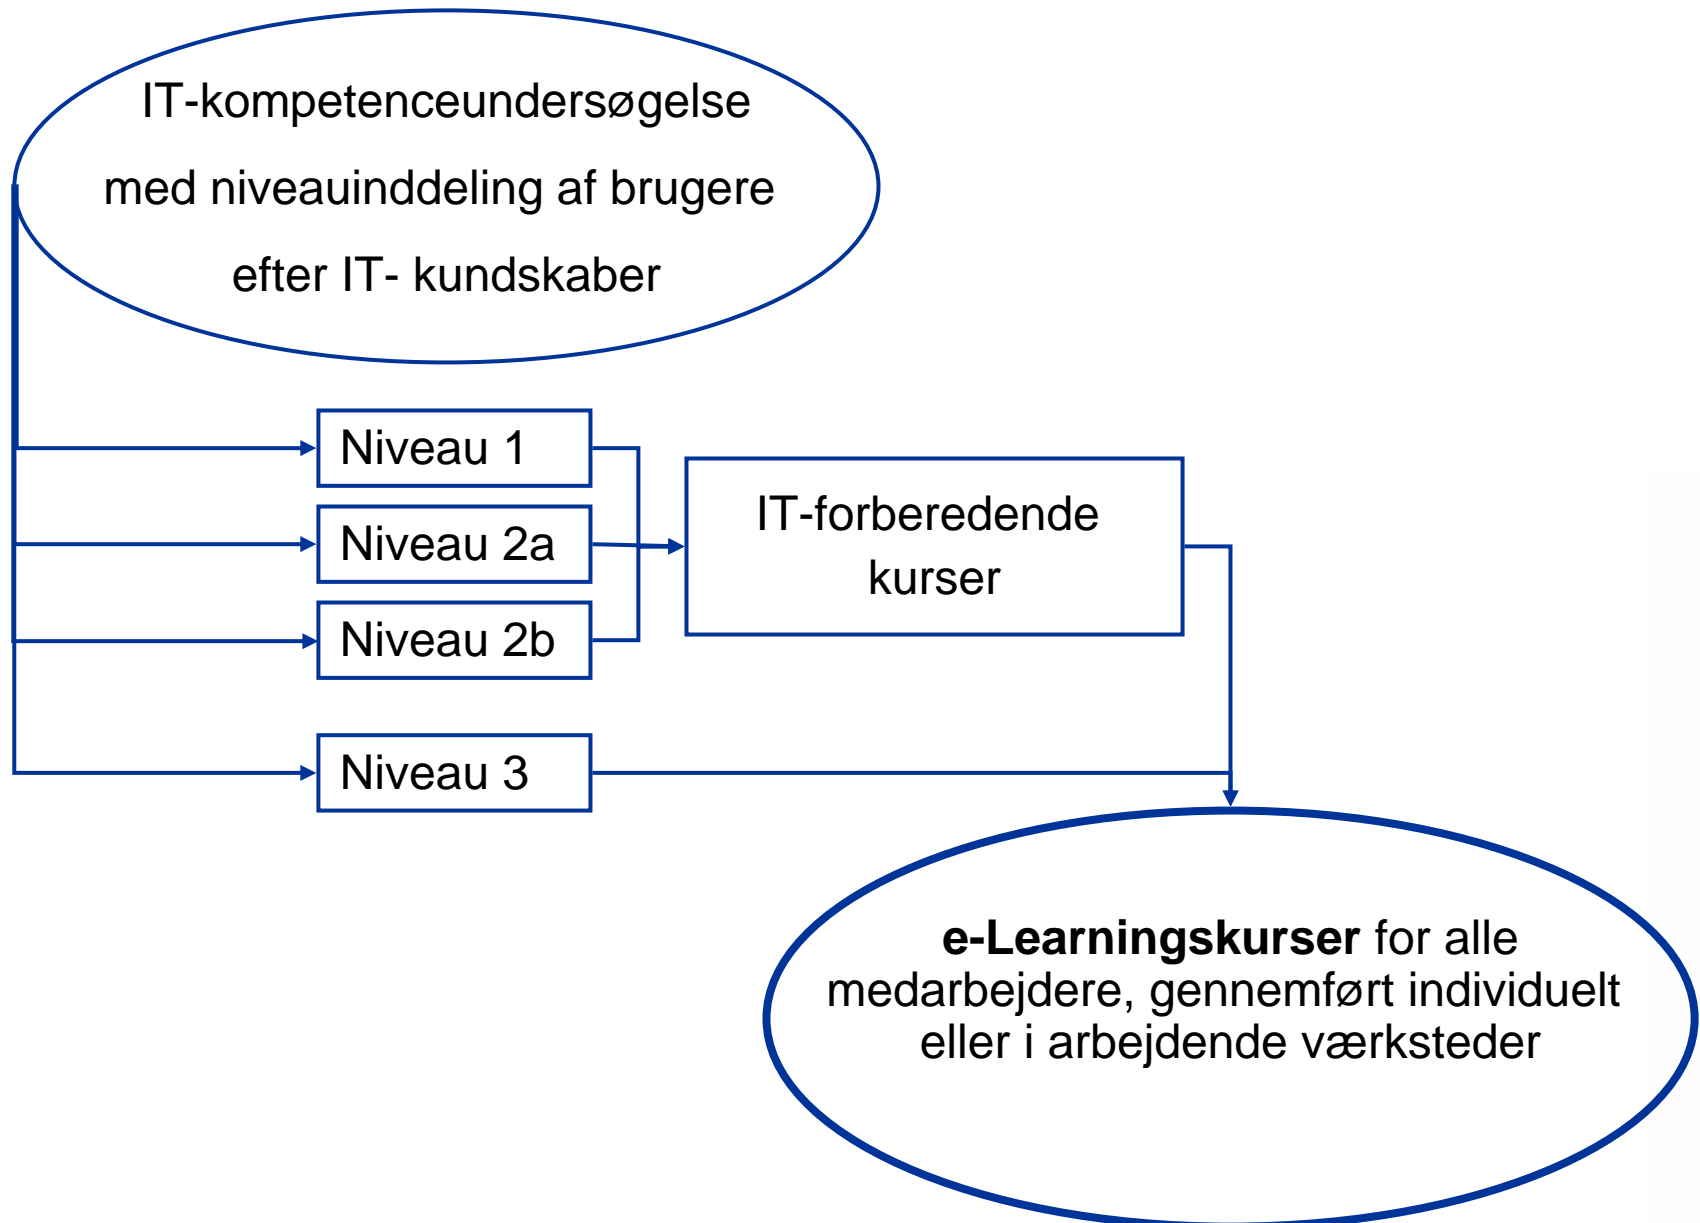 IT-kompetenceundersøgelse
med niveauinddeling af brugere
efter IT- kundskaber
Niveau 1
Niveau 2a
Niveau 2b
Niveau 3
IT-forberedende
kurser
e-Learningskurser for alle
medarbejdere, gennemført individuelt
eller i arbejdende værksteder